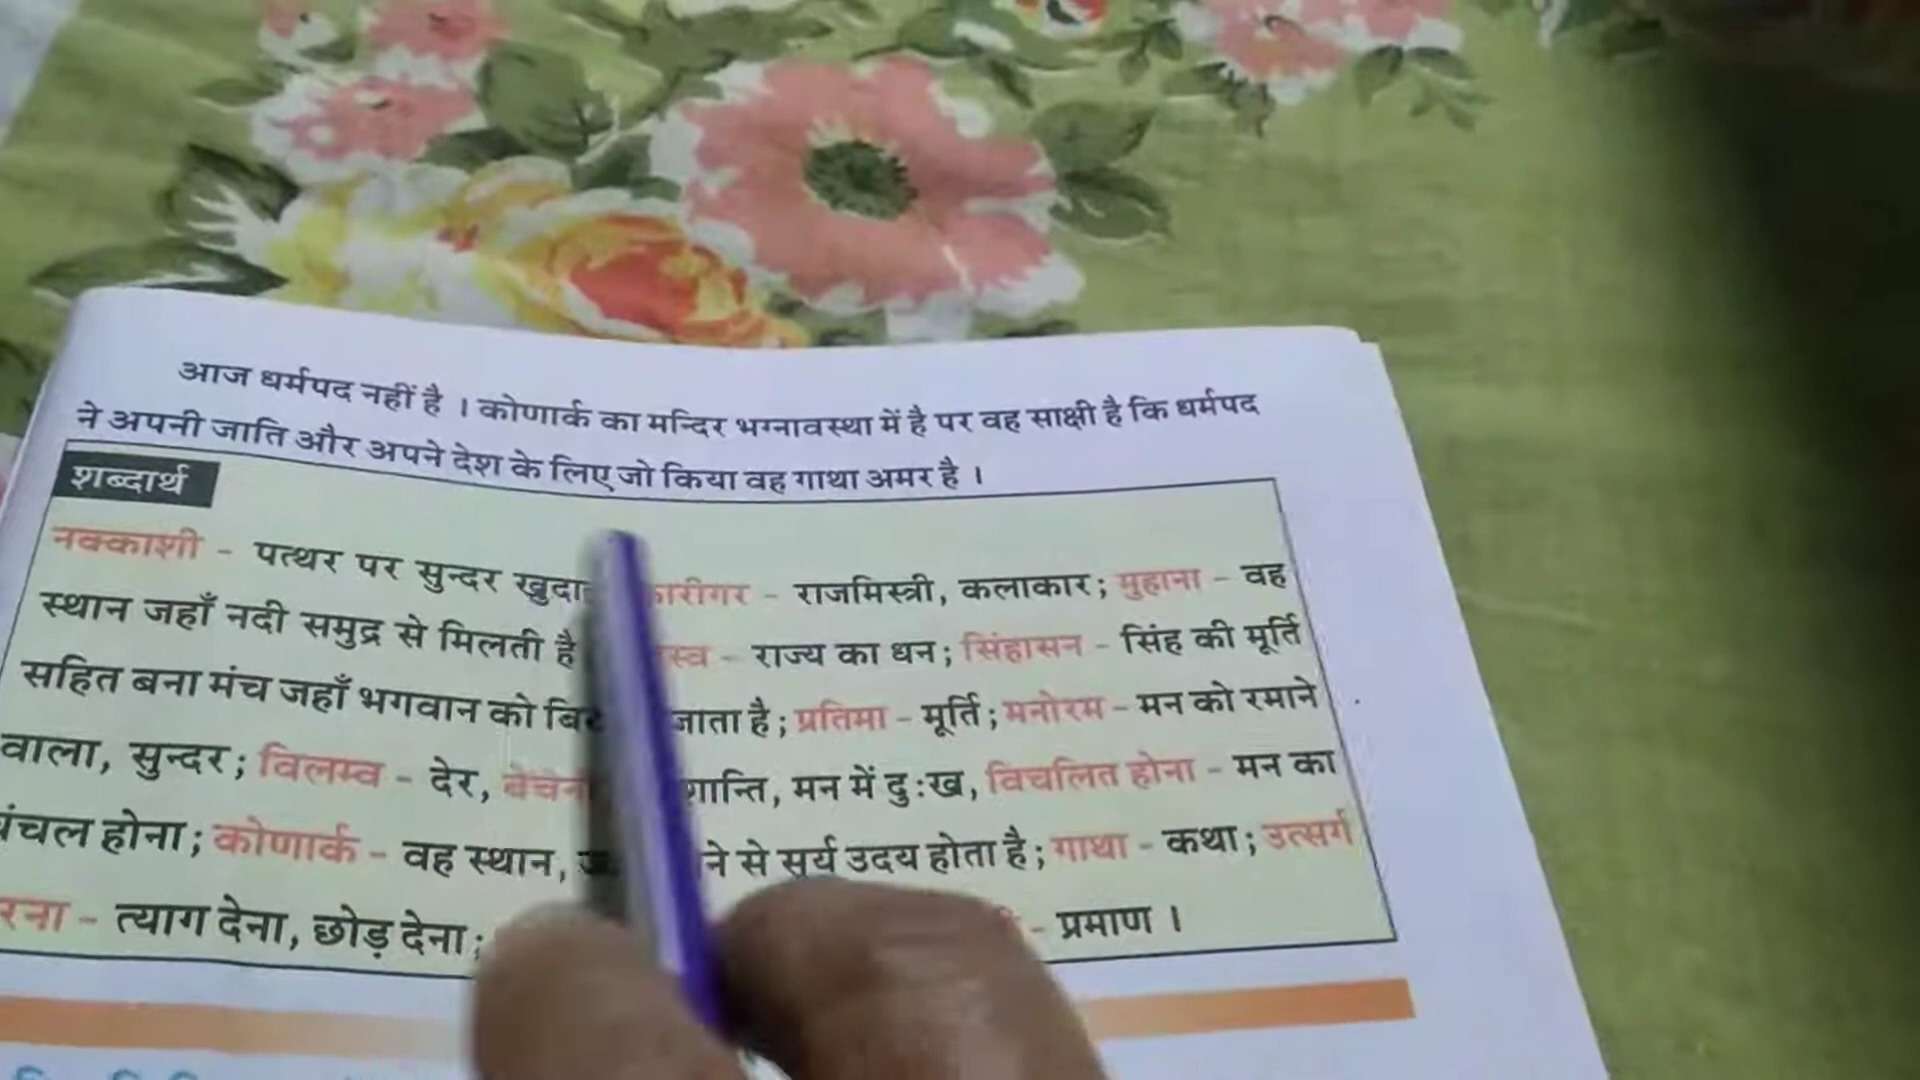 आज धर्मपद नहीं है । कोणार्क का मन्दिर भग्नावस्था में है पर वह साक्षी है कि धर्मपद
ने अपनी जाति और अपने देश के लिए जो किया वह गाथा अमर है ।
शब्दार्थ
नक्काशी - पत्थर पर सुन्दर - राजमिस्त्री, कलाकार; मुहाना - वह
स्थान जहाँ नदी समुद्र से मिलती है - राज्य का धन; सिंहासन - सिंह की मूर्ति
सहित बना मंच जहाँ भगवान को जाता है; प्रतिमा - मूर्ति; मनोरम - मन को रमाने
वाला, सुन्दर; विलम्व - देर, मन में दुःख, विचलित होना - मन का
होना; कोणार्क - वह स्थान, से सूर्य उदय होता है; गाथा - कथा; उत्सर्ग
- त्याग देना, छोड़ देना; - प्रमाण ।